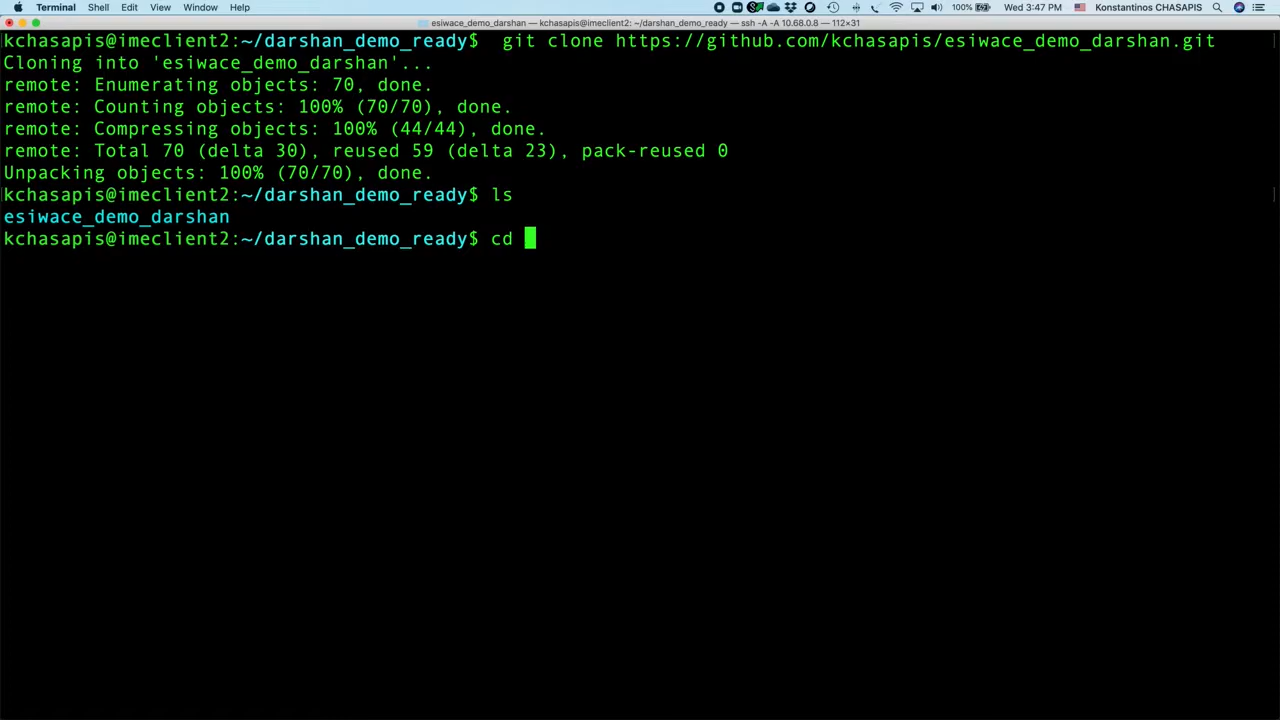 Terminal Shell Edit View Window Help 100% Wed 3:47 PM Konstantinos CHASAPIS
esiwace_demo_darshan — kchasapis@imeclient2: ~/darshan_demo_ready — ssh -A -A 10.68.0.8 — 112×31
kchasapis@imeclient2:~/darshan_demo_ready$  git clone https://github.com/kchasapis/esiwace_demo_darshan.git
Cloning into 'esiwace_demo_darshan'...
remote: Enumerating objects: 70, done.
remote: Counting objects: 100% (70/70), done.
remote: Compressing objects: 100% (44/44), done.
remote: Total 70 (delta 30), reused 59 (delta 23), pack-reused 0
Unpacking objects: 100% (70/70), done.
kchasapis@imeclient2:~/darshan_demo_ready$ ls
esiwace_demo_darshan
kchasapis@imeclient2:~/darshan_demo_ready$ cd